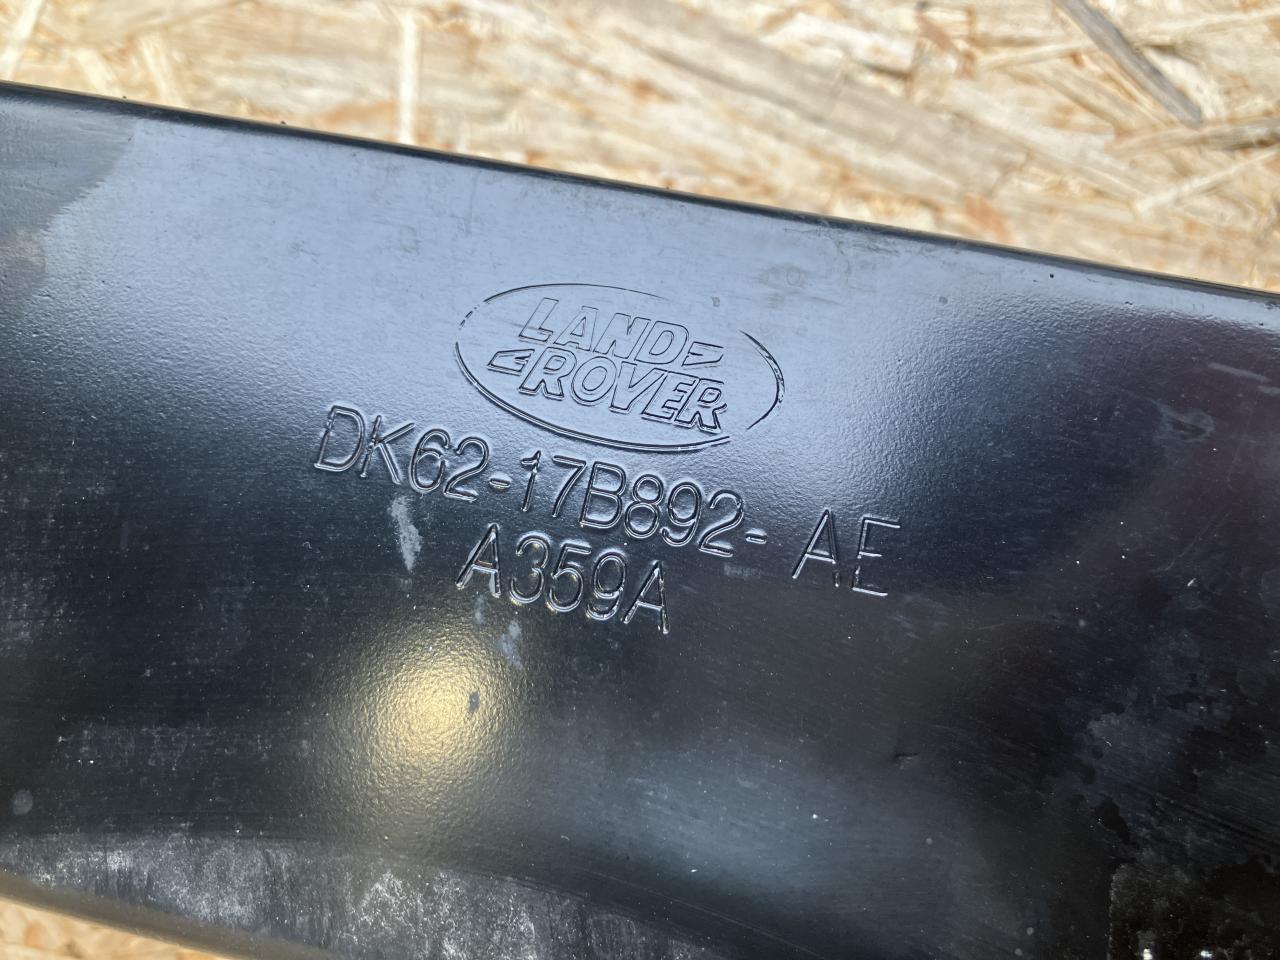 LAND
ROVER
DK62-17B892- AE
A359A